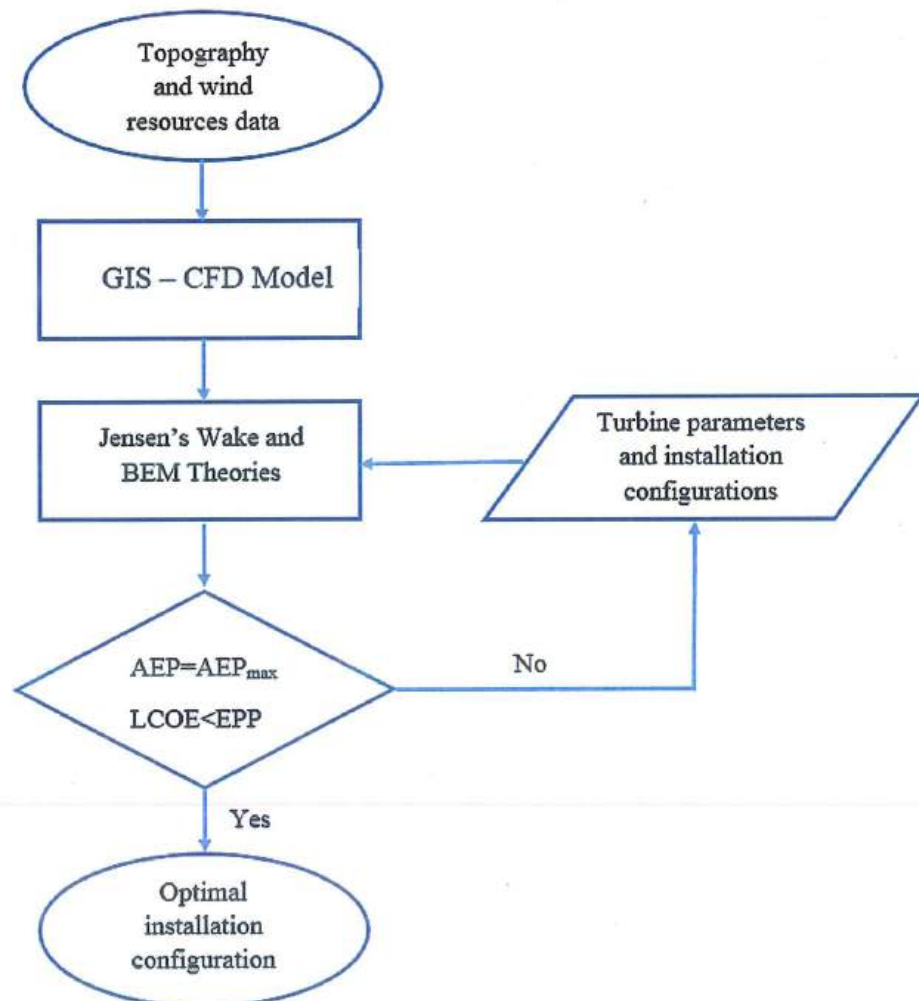 Topography
and wind
resources data
GIS – CFD Model
Jensen's Wake and
BEM Theories
Turbine parameters
and installation
configurations
AEP=AEPmax
LCOE<EPP
No
Yes
Optimal
installation
configuration